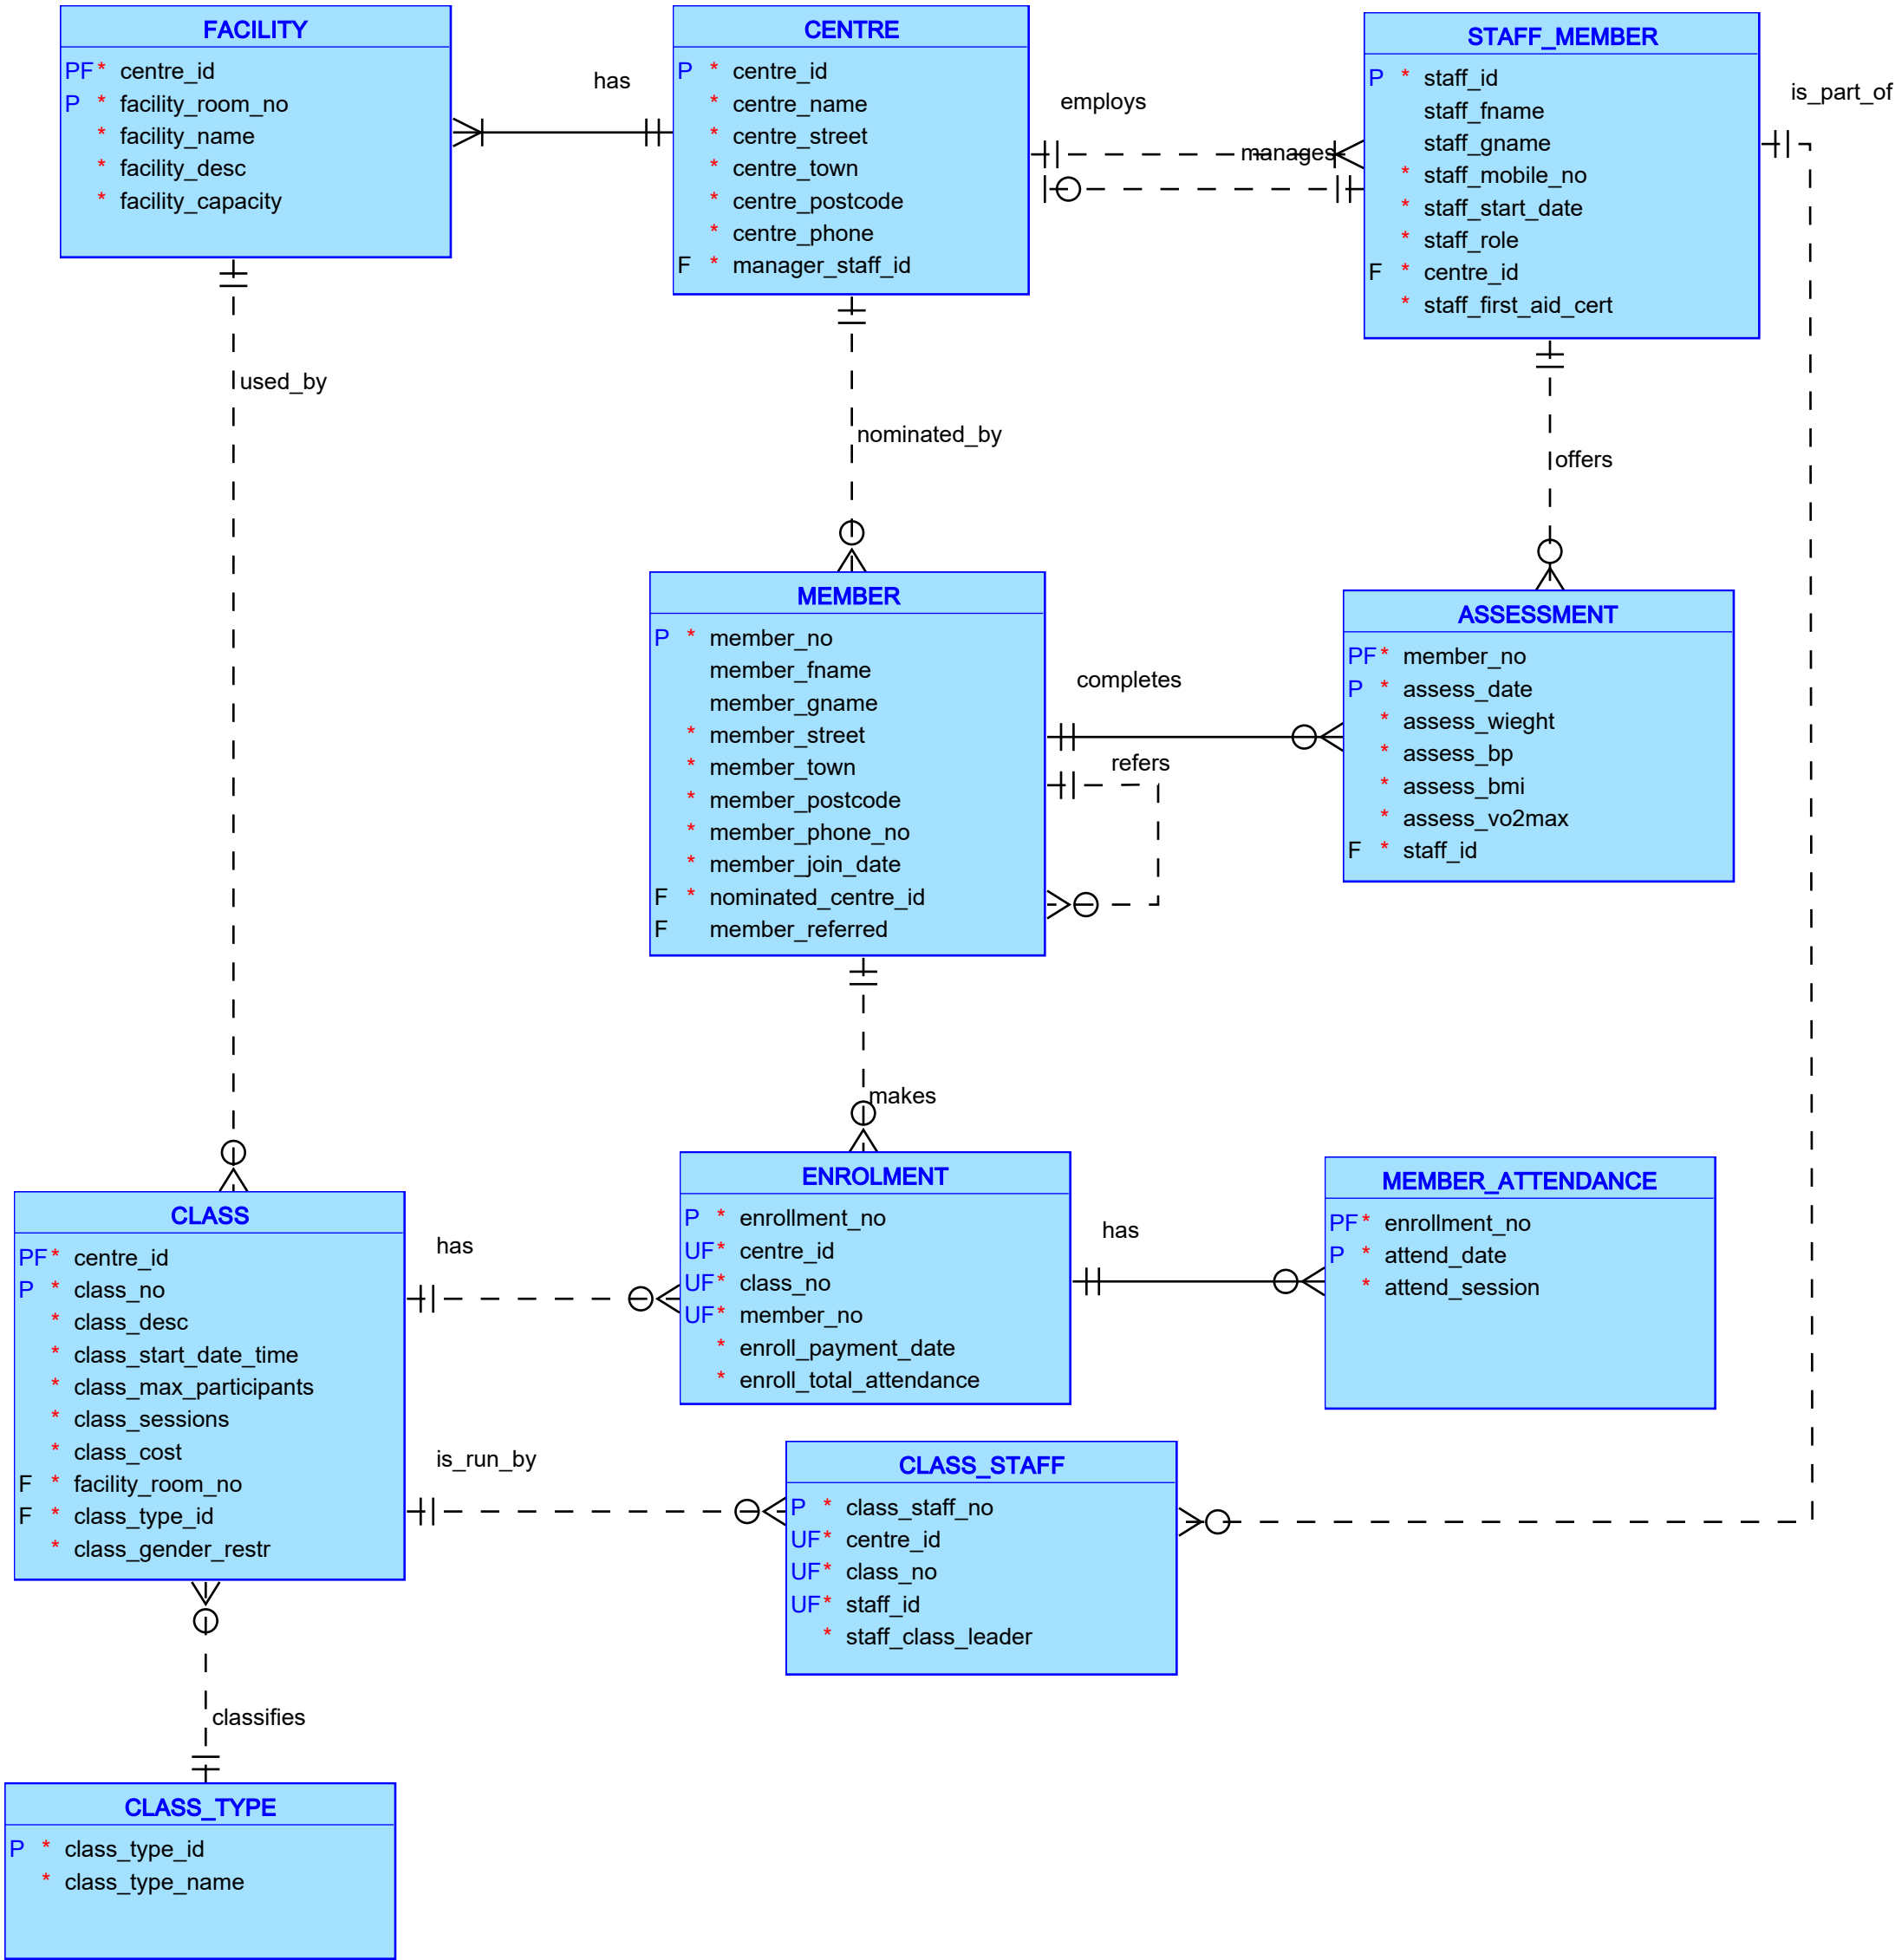 FACILITY
PF* centre_id
P * facility_room_no
* facility_name
* facility_desc
* facility_capacity
has
CENTRE
P * centre_id
* centre_name
* centre_street
* centre_town
* centre_postcode
* centre_phone
F * manager_staff_id
employs
manages
STAFF_MEMBER
P * staff_id
staff_fname
staff_gname
* staff_mobile_no
* staff_start_date
* staff_role
F * centre_id
* staff_first_aid_cert
is_part_of
used_by
nominated_by
offers
MEMBER
P * member_no
member_fname
member_gname
* member_street
* member_town
* member_postcode
* member_phone_no
* member_join_date
F * nominated_centre_id
F member_referred
completes
refers
ASSESSMENT
PF* member_no
P * assess_date
* assess_wieght
* assess_bp
* assess_bmi
* assess_vo2max
F * staff_id
makes
CLASS
PF* centre_id
P * class_no
* class_desc
* class_start_date_time
* class_max_participants
* class_sessions
* class_cost
F * facility_room_no
F * class_type_id
* class_gender_restr
has
ENROLMENT
P * enrollment_no
UF* centre_id
UF* class_no
UF* member_no
* enroll_payment_date
* enroll_total_attendance
has
MEMBER_ATTENDANCE
PF* enrollment_no
P * attend_date
* attend_session
is_run_by
CLASS_STAFF
P * class_staff_no
UF* centre_id
UF* class_no
UF* staff_id
* staff_class_leader
classifies
CLASS_TYPE
P * class_type_id
* class_type_name